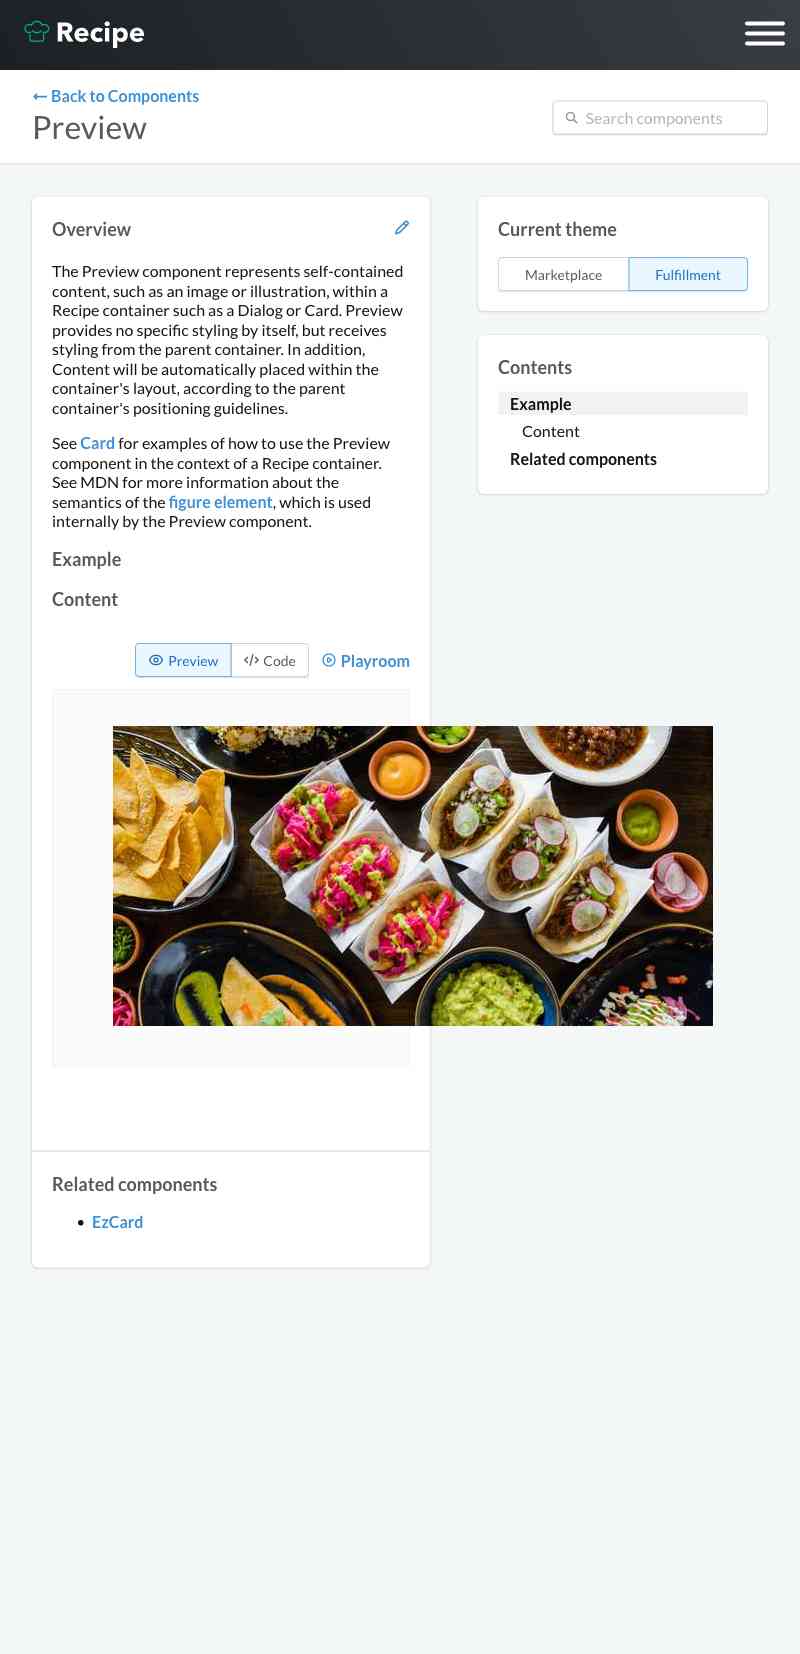 Recipe
← Back to Components
Preview
Search components
Overview
The Preview component represents self-contained
content, such as an image or illustration, within a
Recipe container such as a Dialog or Card. Preview
provides no specific styling by itself, but receives
styling from the parent container. In addition,
Content will be automatically placed within the
container's layout, according to the parent
container's positioning guidelines.
See Card for examples of how to use the Preview
component in the context of a Recipe container.
See MDN for more information about the
semantics of the figure element, which is used
internally by the Preview component.
Example
Content
Preview </> Code Playroom
Related components
• EzCard
Current theme
Marketplace Fulfillment
Contents
Example
Content
Related components